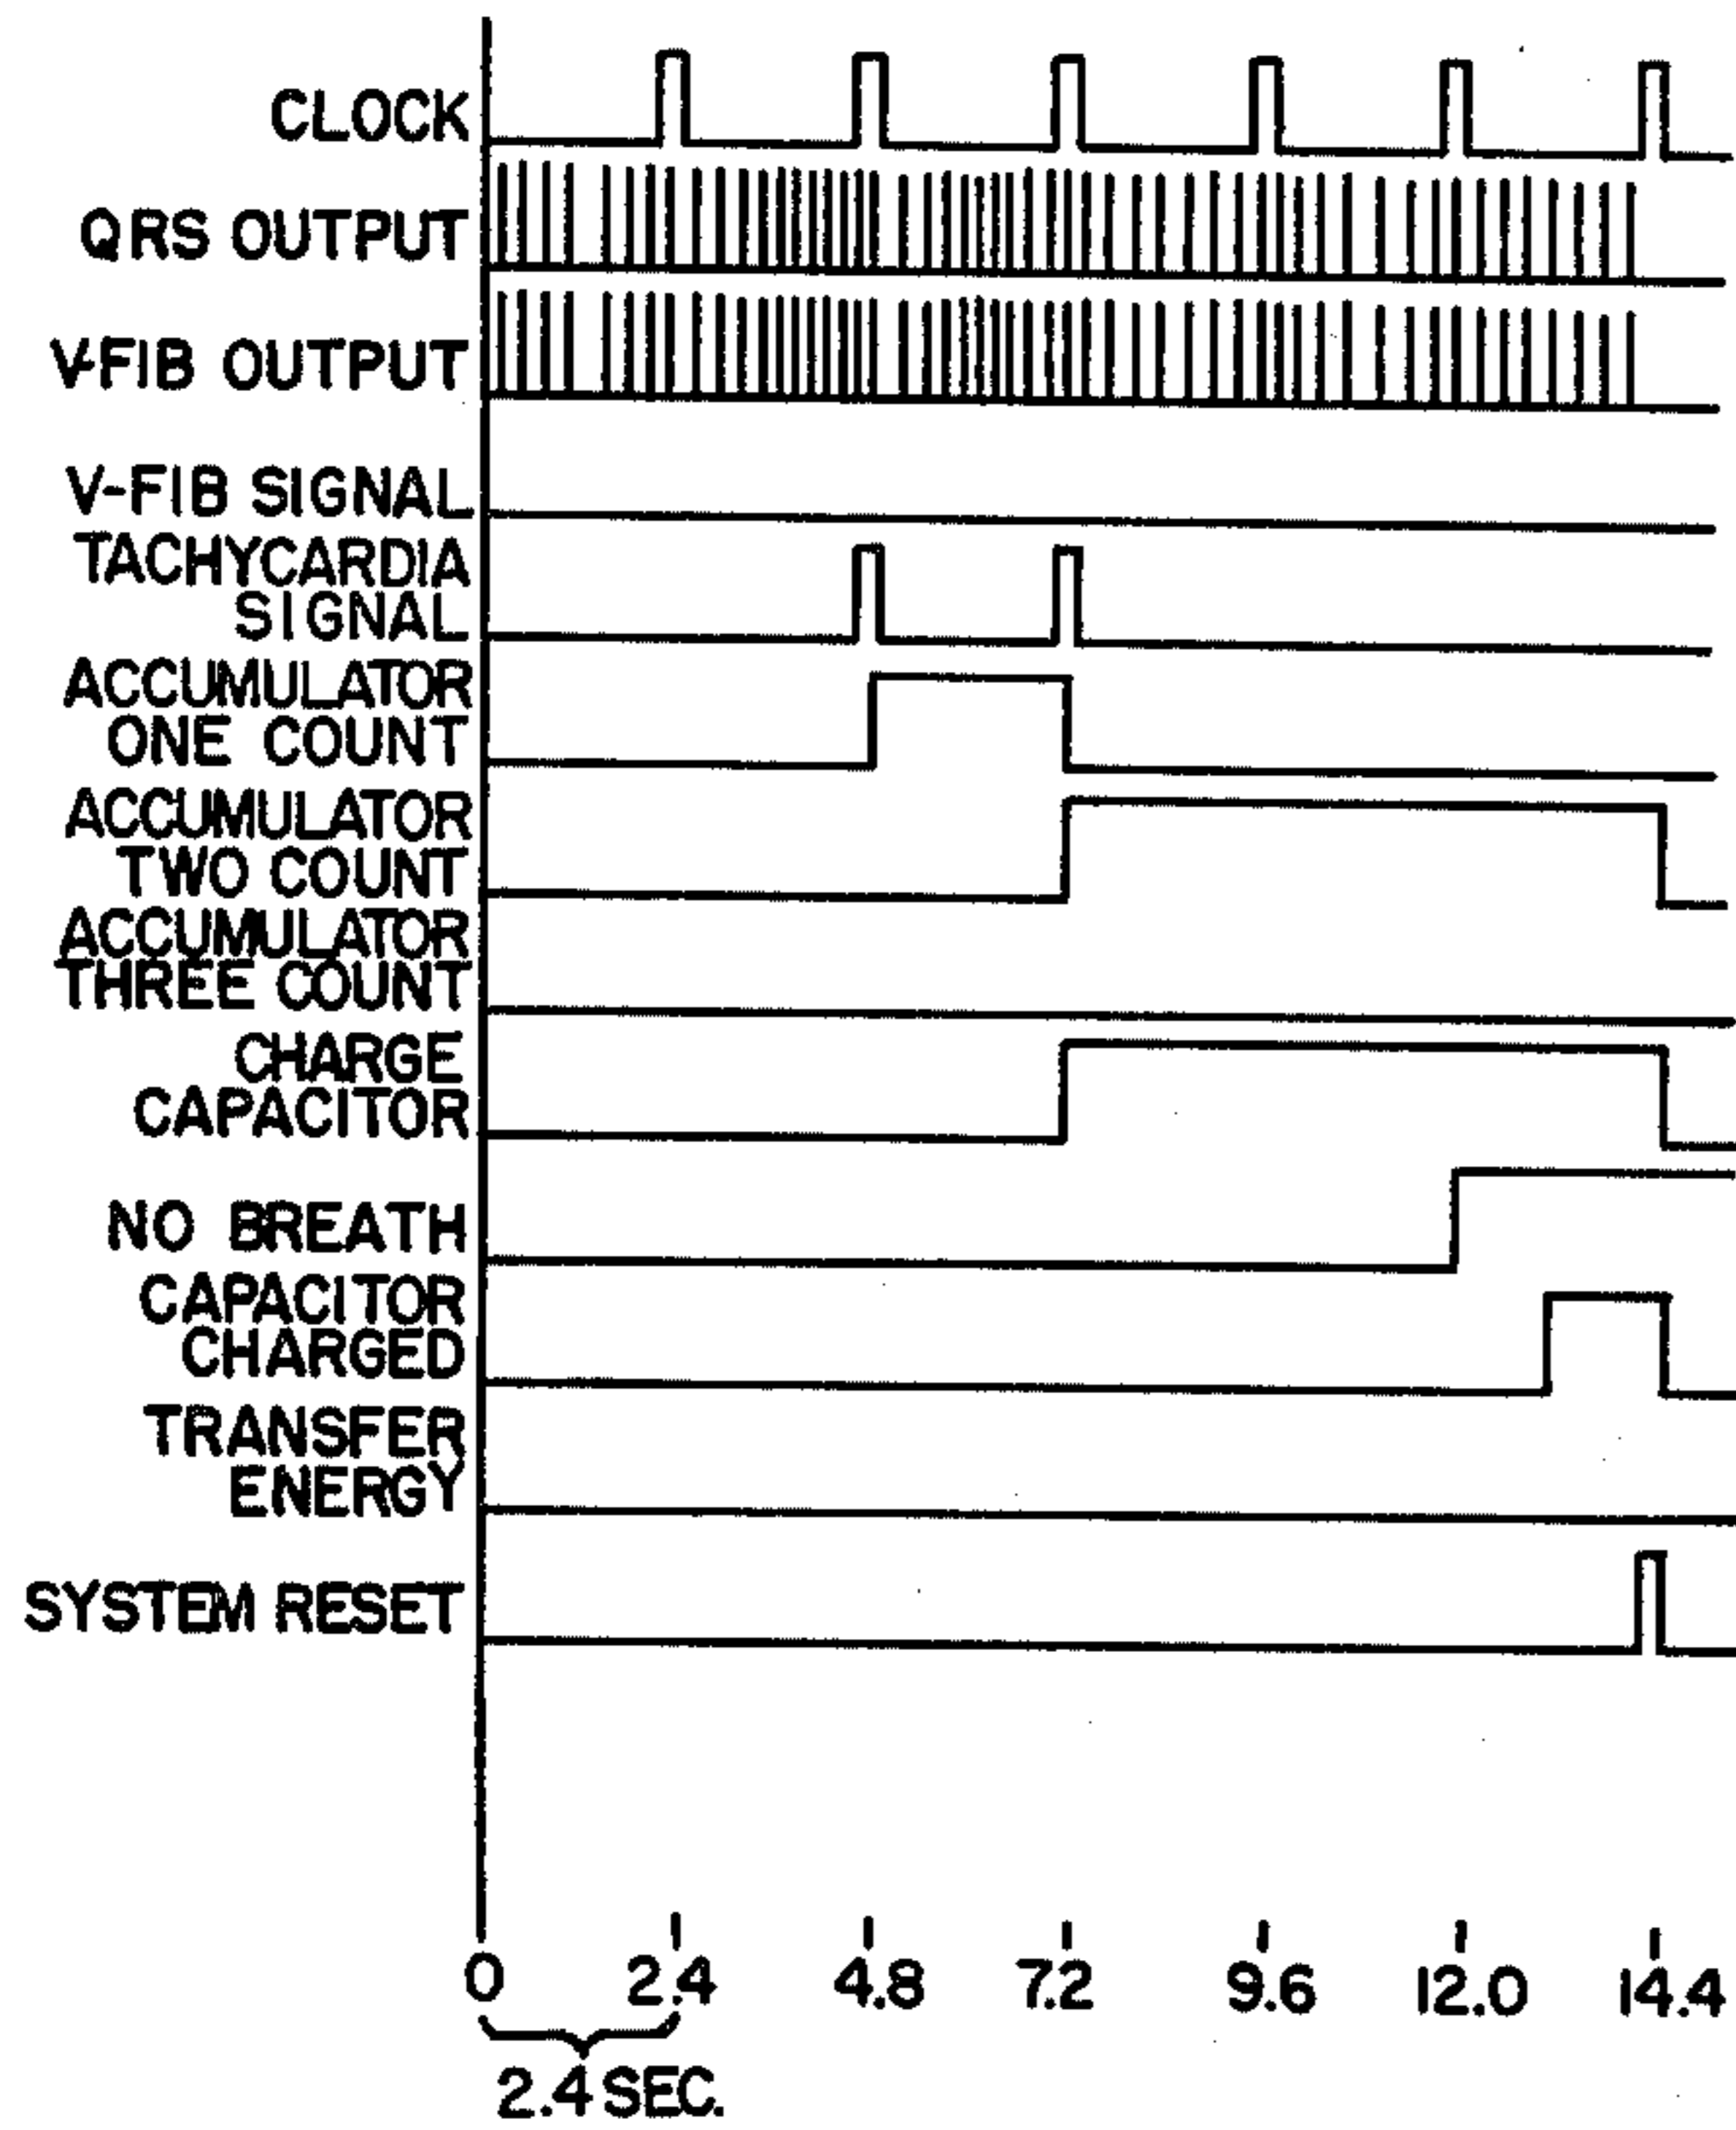 CLOCK
QRS OUTPUT
V-FIB OUTPUT
V-FIB SIGNAL
TACHYCARDIA
SIGNAL
ACCUMULATOR
ONE COUNT
ACCUMULATOR
TWO COUNT
ACCUMULATOR
THREE COUNT
CHARGE
CAPACITOR
NO BREATH
CAPACITOR
CHARGED
TRANSFER
ENERGY
SYSTEM RESET
0 2.4 4.8 7.2 9.6 12.0 14.4
2.4 SEC.